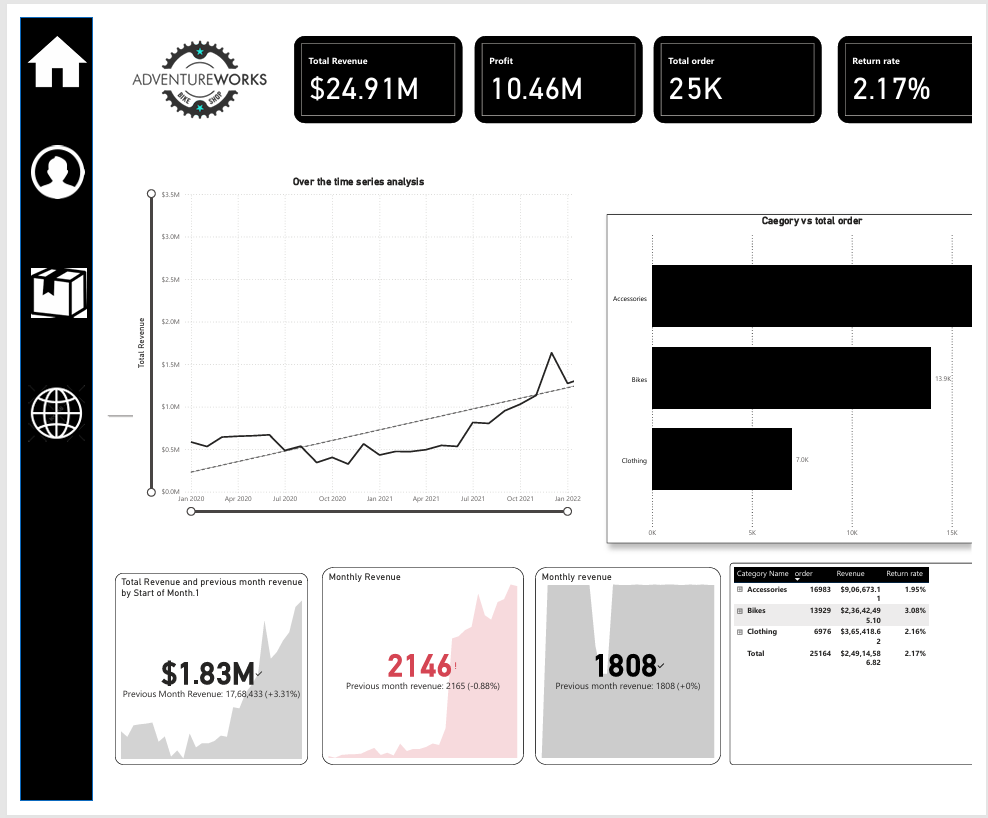 ADVENTUREWORKS
BIKE SHOP
Total Revenue
$24.91M
Profit
10.46M
Total order
25K
Return rate
2.17%
Over the time series analysis
$3.5M
$3.0M
$2.5M
$2.0M
$1.5M
$1.0M
$0.5M
$0.0M
Total Revenue
Jan 2020 Apr 2020 Jul 2020 Oct 2020 Jan 2021 Apr 2021 Jul 2021 Oct 2021 Jan 2022
Caegory vs total order
Accessories
Bikes 13.9K
Clothing 7.0K
0K 5K 10K 15K
Total Revenue and previous month revenue
by Start of Month.1
$1.83M
Previous Month Revenue: 17,68,433 (+3.31%)
Monthly Revenue
2146!
Previous month revenue: 2165 (-0.88%)
Monthly revenue
1808
Previous month revenue: 1808 (+0%)
Category Name order Revenue Return rate
Accessories 16983 $9,06,673.1 1.95%
1
Bikes 13929 $2,36,42,49 3.08%
5.10
Clothing 6976 $3,65,418.6 2.16%
2
Total 25164 $2,49,14,58 2.17%
6.82